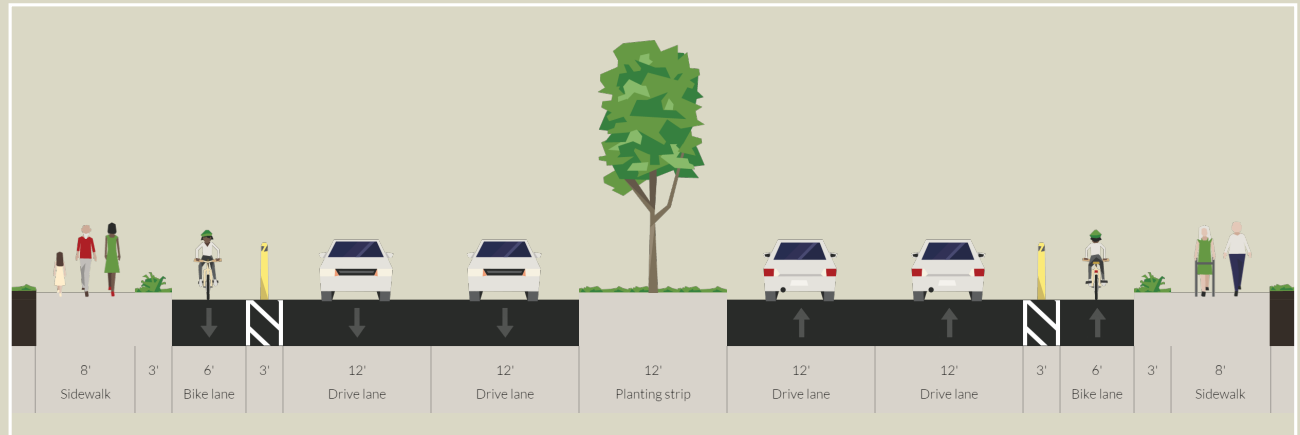 8' 3' 6' 3' 12' 12' 12' 12' 12' 3' 6' 3' 8'
Sidewalk Bike lane Drive lane Drive lane Planting strip Drive lane Drive lane Bike lane Sidewalk